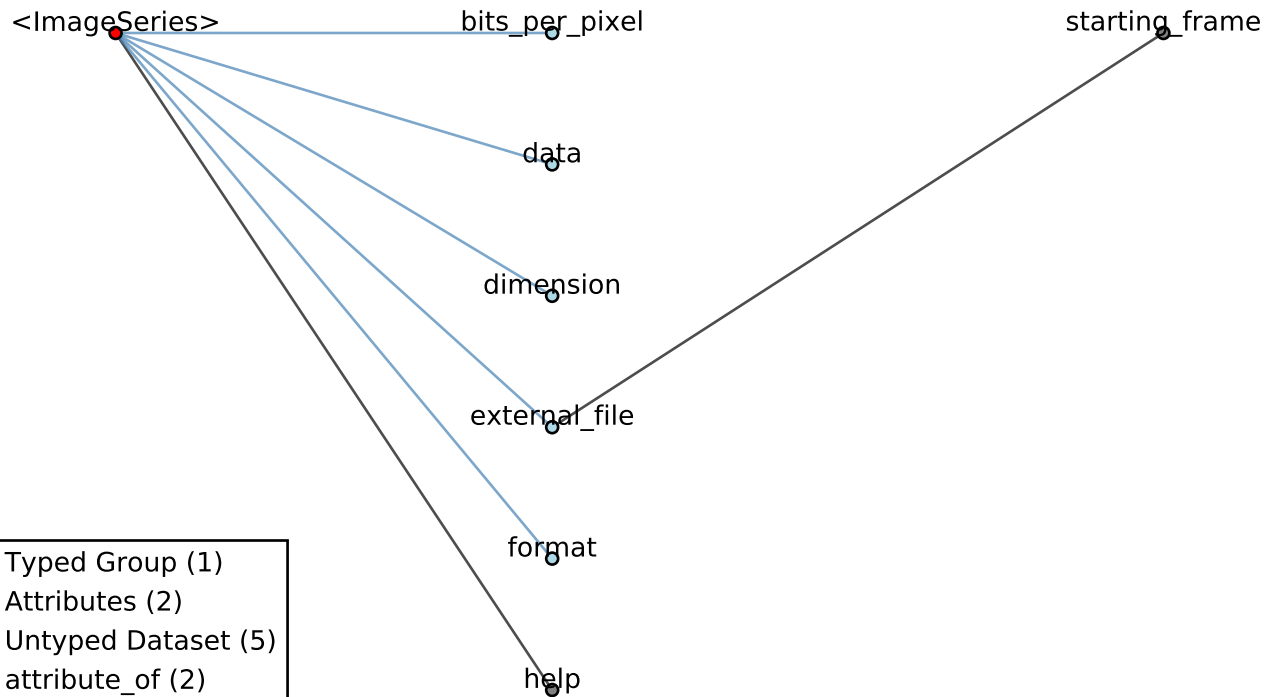 <ImageSeries>
bits_per_pixel
starting_frame
data
dimension
external_file
format
help
Typed Group (1)
Attributes (2)
Untyped Dataset (5)
attribute_of (2)